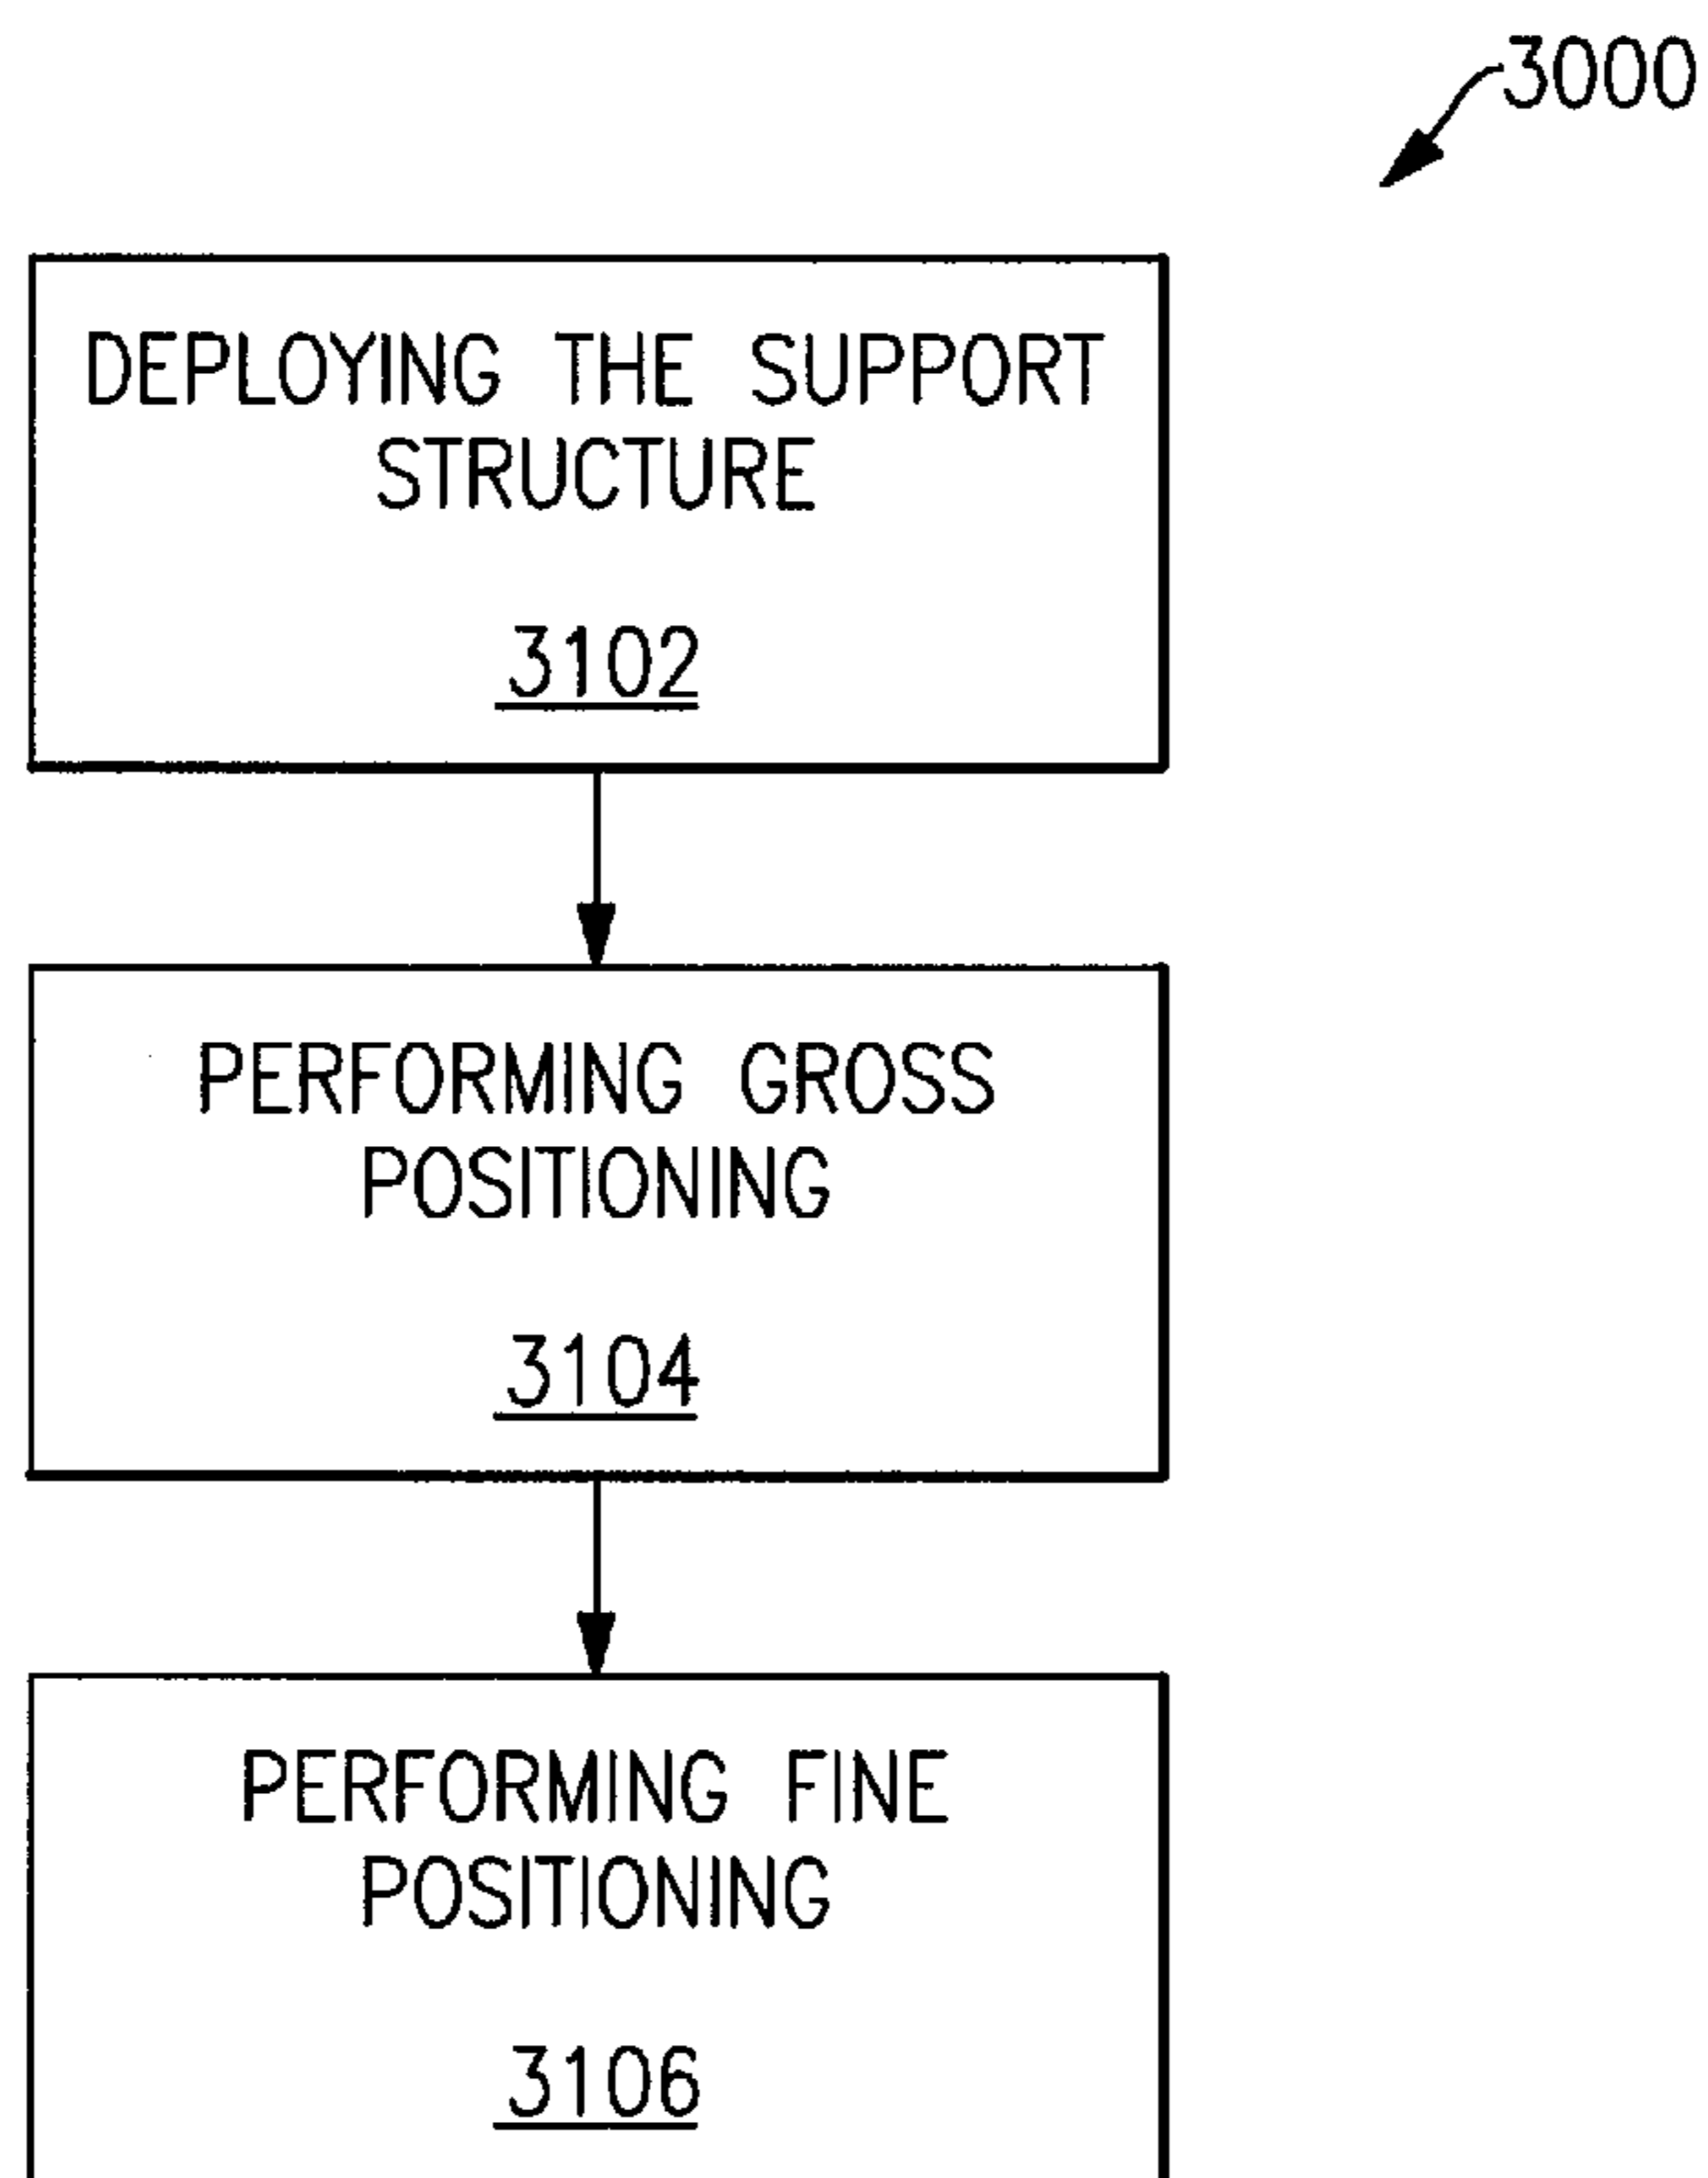 3000
DEPLOYING THE SUPPORT
STRUCTURE
3102
PERFORMING GROSS
POSITIONING
3104
PERFORMING FINE
POSITIONING
3106